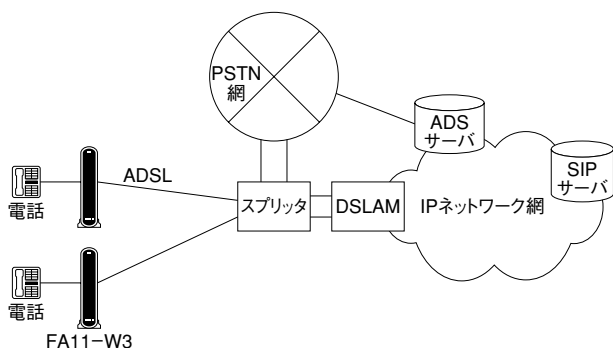 PSTN
網
ADS
サーバ
SIP
サーバ
ADSL
電話
スプリッタ
DSLAM
IPネットワーク網
電話
FA11−W3